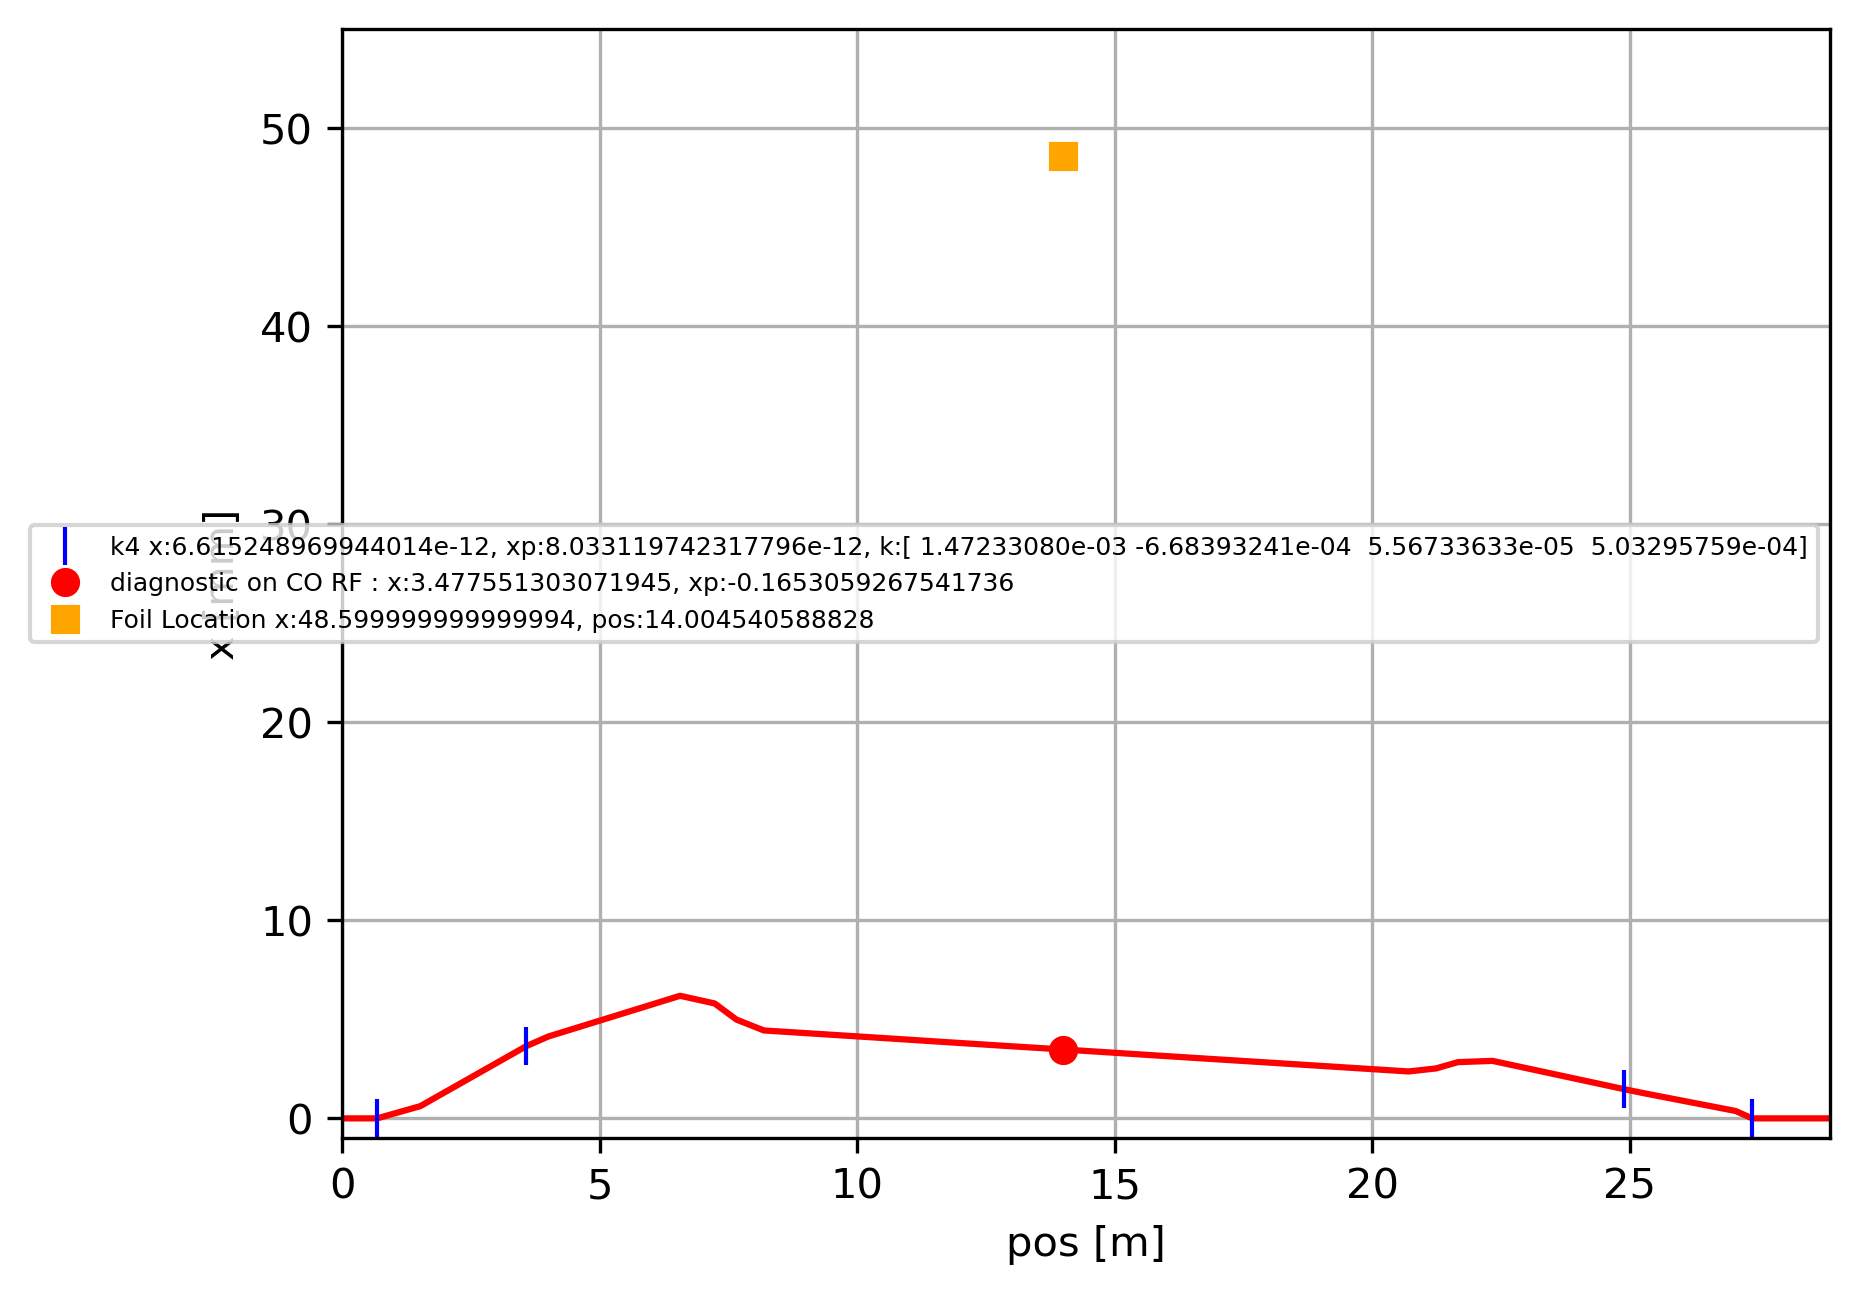 50
40
30
k4 x:6.615248969944014e-12, xp:8.033119742317796e-12, k:[ 1.47233080e-03 -6.68393241e-04  5.56733633e-05  5.03295759e-04]
diagnostic on CO RF : x:3.477551303071945, xp:-0.1653059267541736
Foil Location x:48.599999999999994, pos:14.004540588828
x [mm]
20
10
0
0 5 10 15 20 25
pos [m]